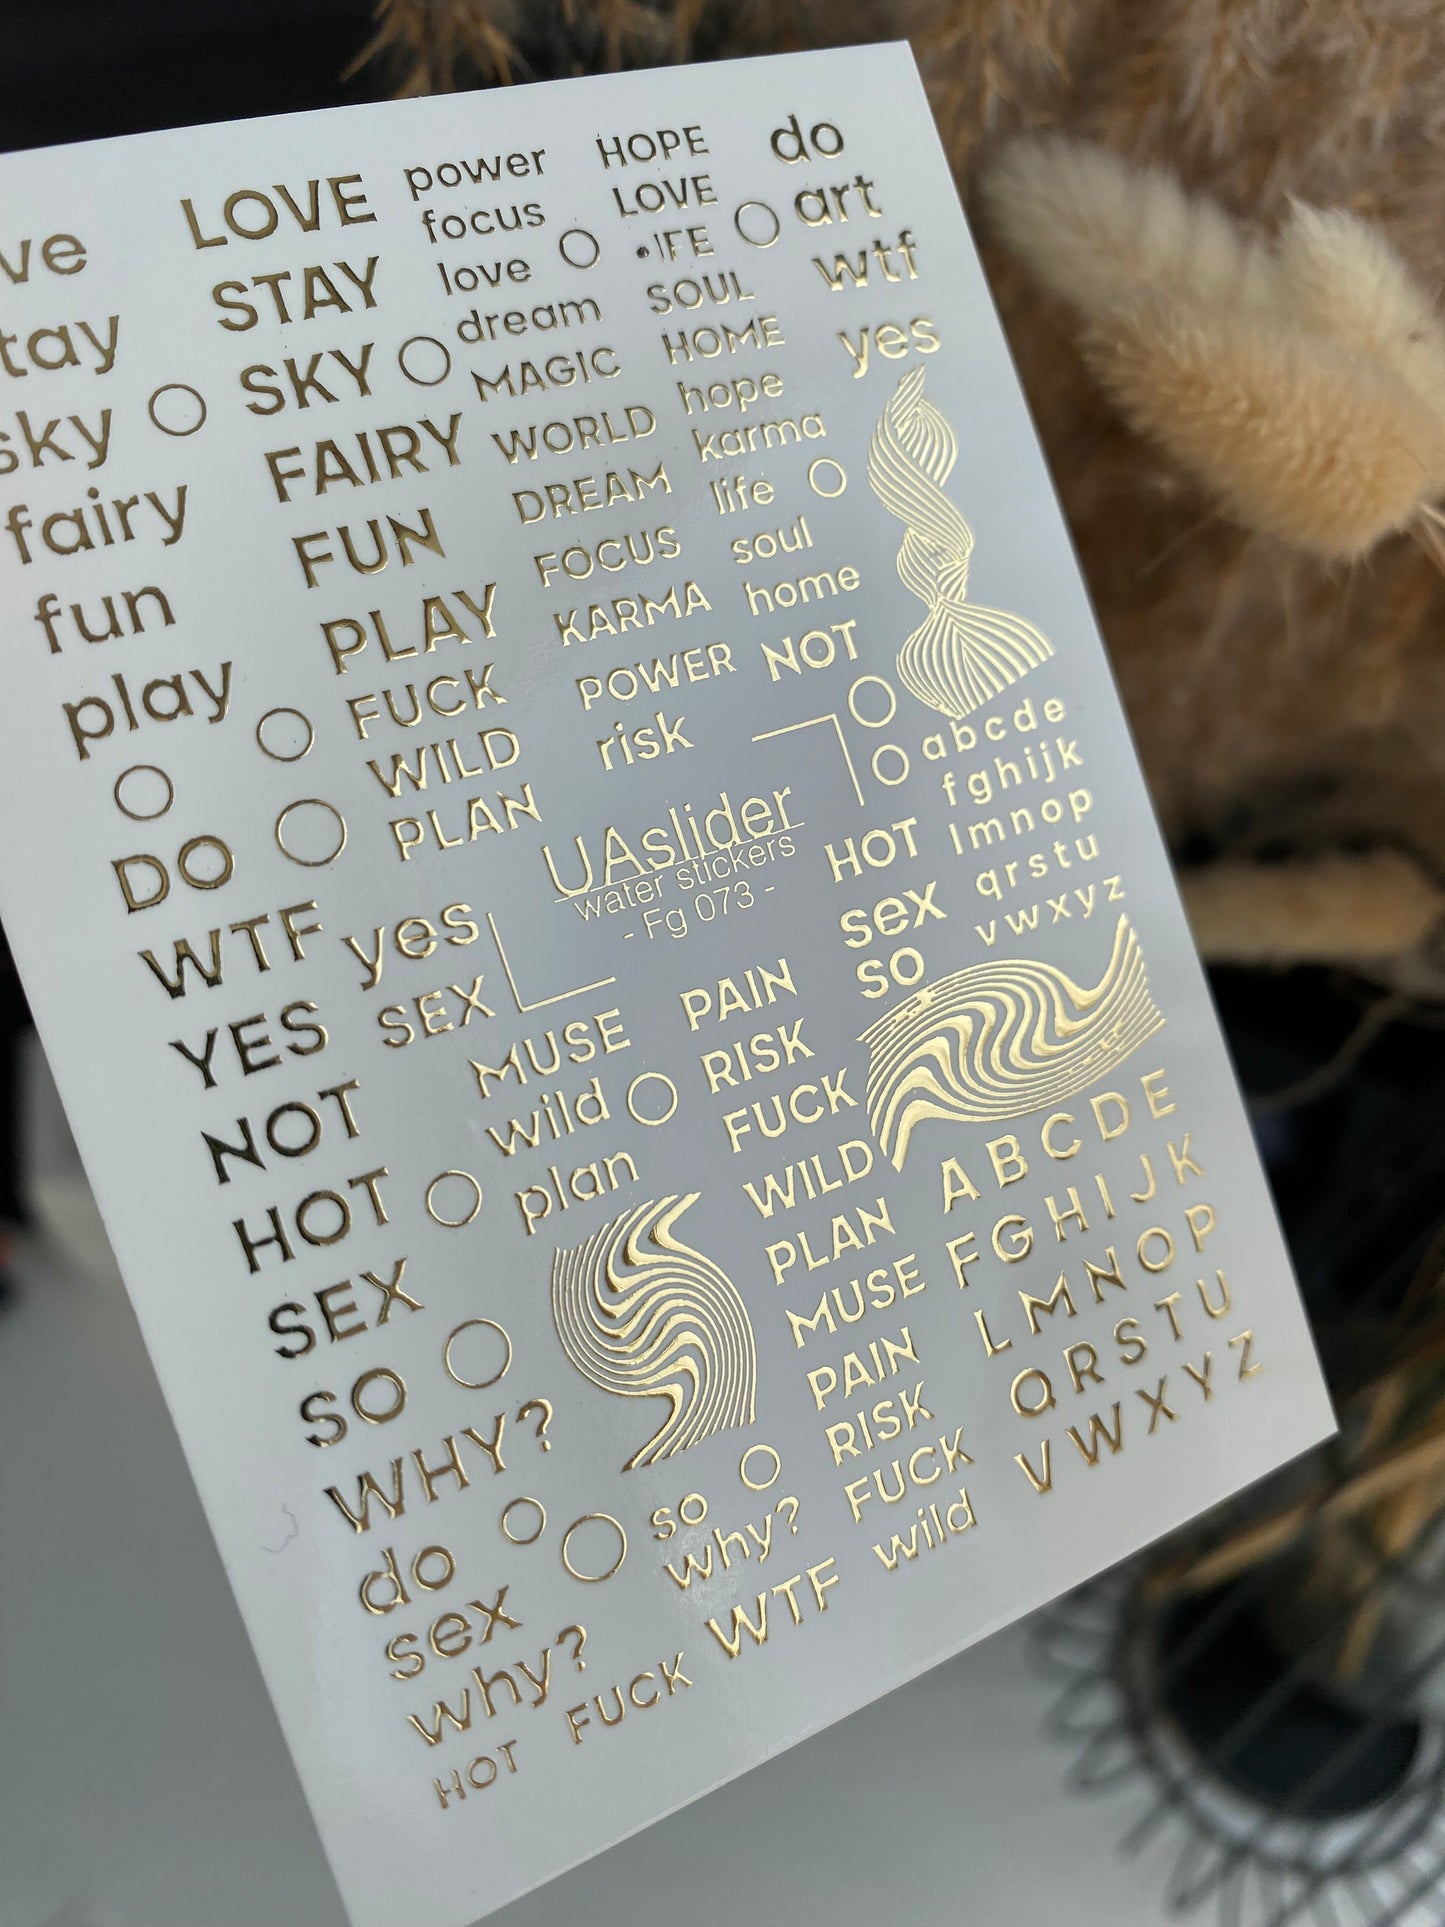 ve
tay
sky
fairy
fun
play
DO
WTF
YES
NOT
HOT
SEX
SO
WHY?
do
sex
why?
HOT
LOVE
STAY
SKY
FAIRY
FUN
PLAY
FUCK
WILD
PLAN
yes
SEX
power
focus
love
dream
MAGIC
WORLD
DREAM
FOCUS
KARMA
POWER
risk
HOPE
LOVE
IFE
SOUL
HOME
hope
karma
life
soul
home
NOT
do
art
wtf
yes
UAslider
water stickers
- Fg 073 -
abcde
fghijk
lmnop
qrstu
vwxyz
HOT
sex
SO
MUSE
wild
plan
PAIN
RISK
FUCK
WILD
PLAN
MUSE
PAIN
RISK
FUCK
wild
ABCDE
FGHIJK
LMNOP
QRSTU
VWXYZ
so
why?
WTF
FUCK